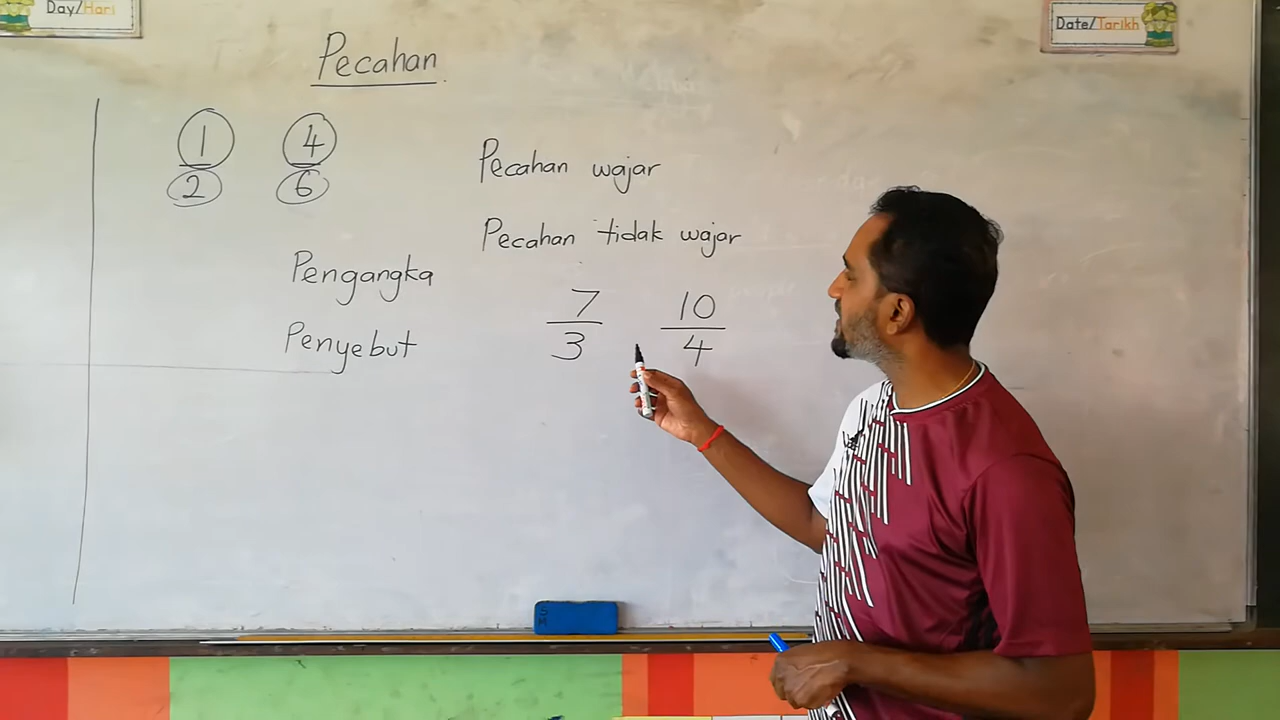 Day/Hari
Date/Tarikh
Pecahan
1/2 4/6
Pecahan wajar
Pecahan tidak wajar
Pengangka
Penyebut
7/3 10/4